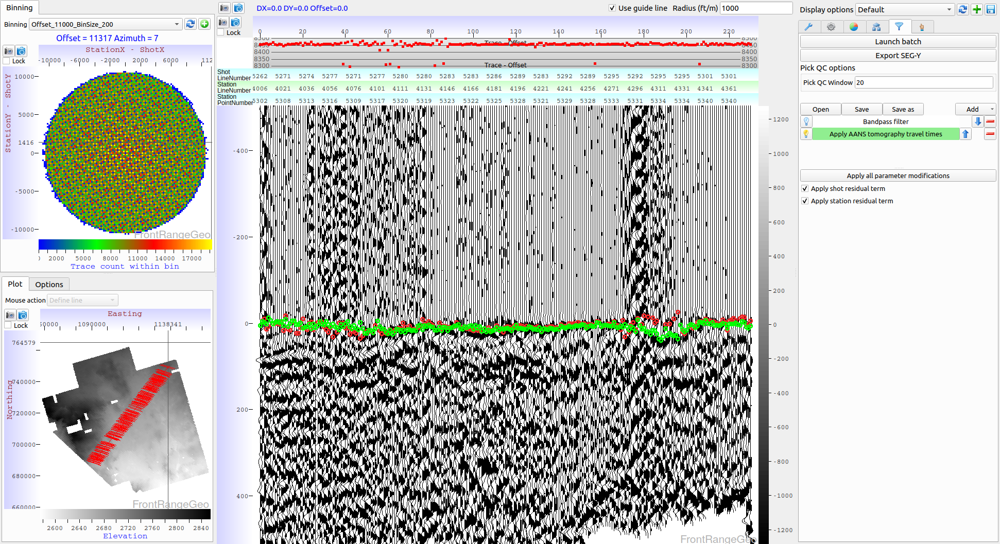 Binning
Binning Offset_11000_BinSize_200
Offset = 11317 Azimuth = 7
StationX - ShotX
Lock
-10000 -6000 -2000 2000 6000
StationY - ShotY
10000
5000
1416
0
-5000
-10000
FrontRangeGeo
2000 5000 8000 11000 14000 17000
Trace count within bin
Plot Options
Mouse action Define line
Easting
Lock
1090000 1138341
Northing
764579
740000
720000
700000
680000
660000
FrontRangeGeo
2600 2640 2680 2720 2760 2800 2840
Elevation
DX=0.0 DY=0.0 Offset=0.0
Use guide line Radius (ft/m) 1000
Lock
0 20 40 60 80 100 120 140 160 180 200 220
Trace - Offset
8400 8400
8350 8350
8300 Trace - Offset 8300
Shot
LineNumber 5262 5271 5274 5277 5271 5277 5280 5280 5283 5283 5286 5289 5283 5292 5289 5295 5292 5295 5295 5301 5301
Station
LineNumber 4006 4021 4036 4056 4076 4101 4111 4131 4146 4166 4181 4196 4221 4241 4256 4271 4296 4311 4331 4341 4361
Station
PointNumber 5302 5308 5313 5316 5309 5317 5320 5319 5323 5322 5325 5328 5321 5329 5328 5333 5331 5334 5334 5340 5340
-400
-200
0
200
400
1200
1000
800
600
400
200
0
-200
-400
-600
-800
-1000
-1200
FrontRangeGeo
Display options Default
Launch batch
Export SEG-Y
Pick QC options
Pick QC Window 20
Open Save Save as Add
Bandpass filter
Apply AANS tomography travel times
Apply all parameter modifications
Apply shot residual term
Apply station residual term